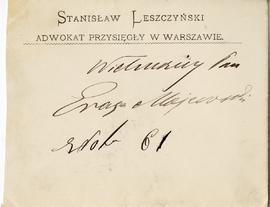 STANISŁAW LESZCZYŃSKI
ADWOKAT PRZYSIĘGŁY W WARSZAWIE.
Wielmożny Pan
Erazm Majewski
61